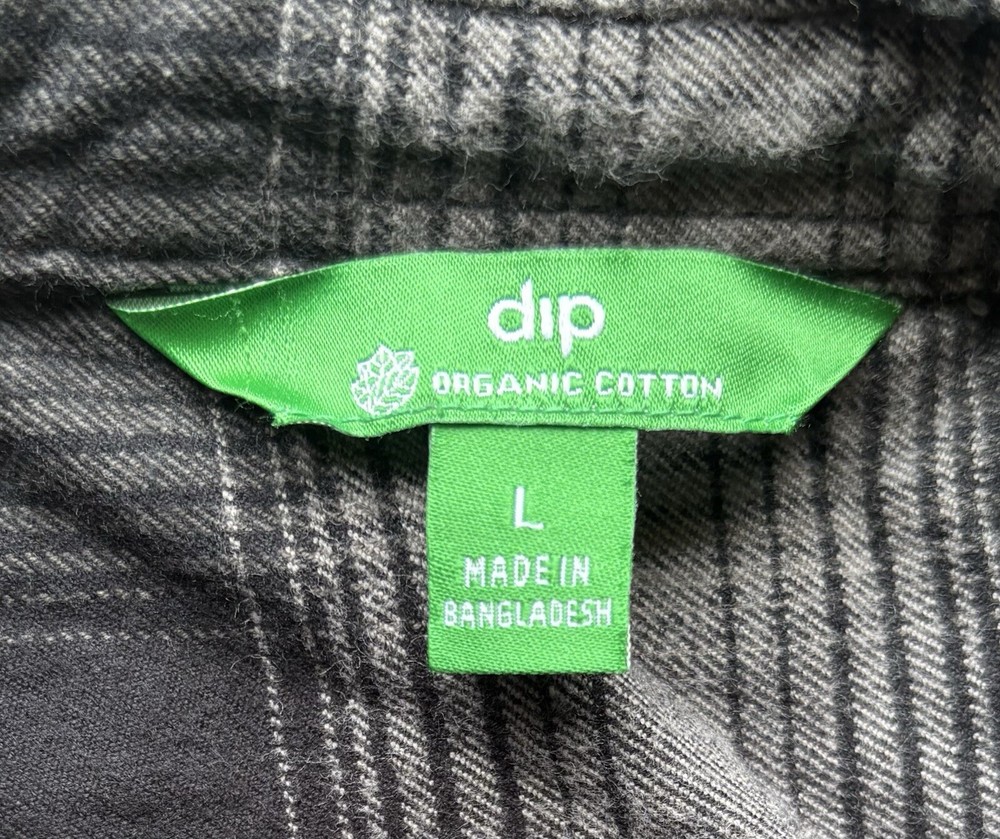 dip
ORGANIC COTTON
L
MADE IN
BANGLADESH